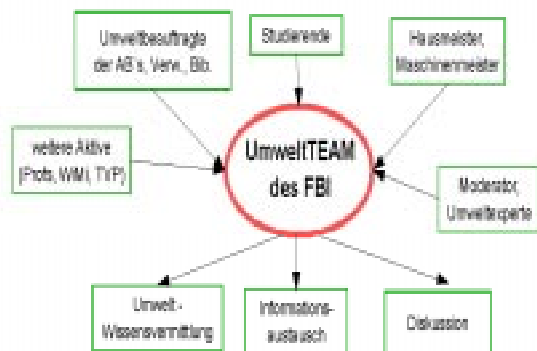 Umweltbeauftragte
der AB's, Verw., Bib.
Studierende
Hausmeister,
Maschinenmeister
weitere Aktive
(Profs, WiMi, TVP)
UmweltTEAM
des FBI
Moderator,
Umweltexperte
Umwelt-
Wissensvermittlung
Informations-
austausch
Diskussion